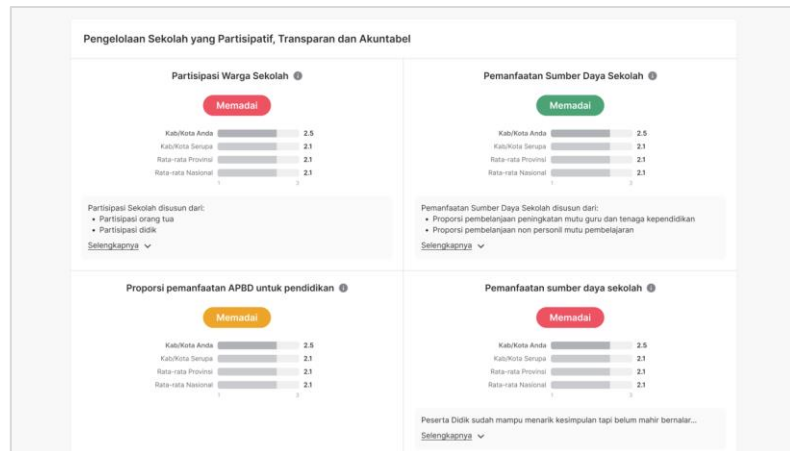 Pengelolaan Sekolah yang Partisipatif, Transparan dan Akuntabel
Partisipasi Warga Sekolah
Memadai
Kab/Kota Anda 2.5
Kab/Kota Serupa 2.1
Rata-rata Provinsi 2.1
Rata-rata Nasional 2.1
1 3
Partisipasi Sekolah disusun dari:
• Partisipasi orang tua
• Partisipasi didik
Selengkapnya
Pemanfaatan Sumber Daya Sekolah
Memadai
Kab/Kota Anda 2.5
Kab/Kota Serupa 2.1
Rata-rata Provinsi 2.1
Rata-rata Nasional 2.1
1 3
Pemanfaatan Sumber Daya Sekolah disusun dari:
• Proporsi pembelanjaan peningkatan mutu guru dan tenaga kependidikan
• Proporsi pembelanjaan non personil mutu pembelajaran
Selengkapnya
Proporsi pemanfaatan APBD untuk pendidikan
Memadai
Kab/Kota Anda 2.5
Kab/Kota Serupa 2.1
Rata-rata Provinsi 2.1
Rata-rata Nasional 2.1
1 3
Pemanfaatan sumber daya sekolah
Memadai
Kab/Kota Anda 2.5
Kab/Kota Serupa 2.1
Rata-rata Provinsi 2.1
Rata-rata Nasional 2.1
1 3
Peserta Didik sudah mampu menarik kesimpulan tapi belum mahir bernalar...
Selengkapnya